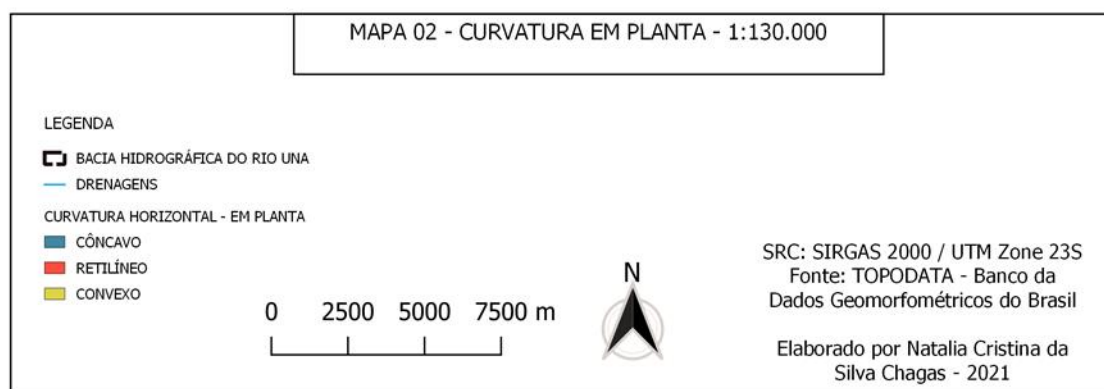 MAPA 02 - CURVATURA EM PLANTA - 1:130.000
LEGENDA
BACIA HIDROGRÁFICA DO RIO UNA
DRENAGENS
CURVATURA HORIZONTAL - EM PLANTA
CÔNCAVO
RETILÍNEO
CONVEXO
0 2500 5000 7500 m
N
SRC: SIRGAS 2000 / UTM Zone 23S
Fonte: TOPODATA - Banco da
Dados Geomorfométricos do Brasil
Elaborado por Natalia Cristina da
Silva Chagas - 2021